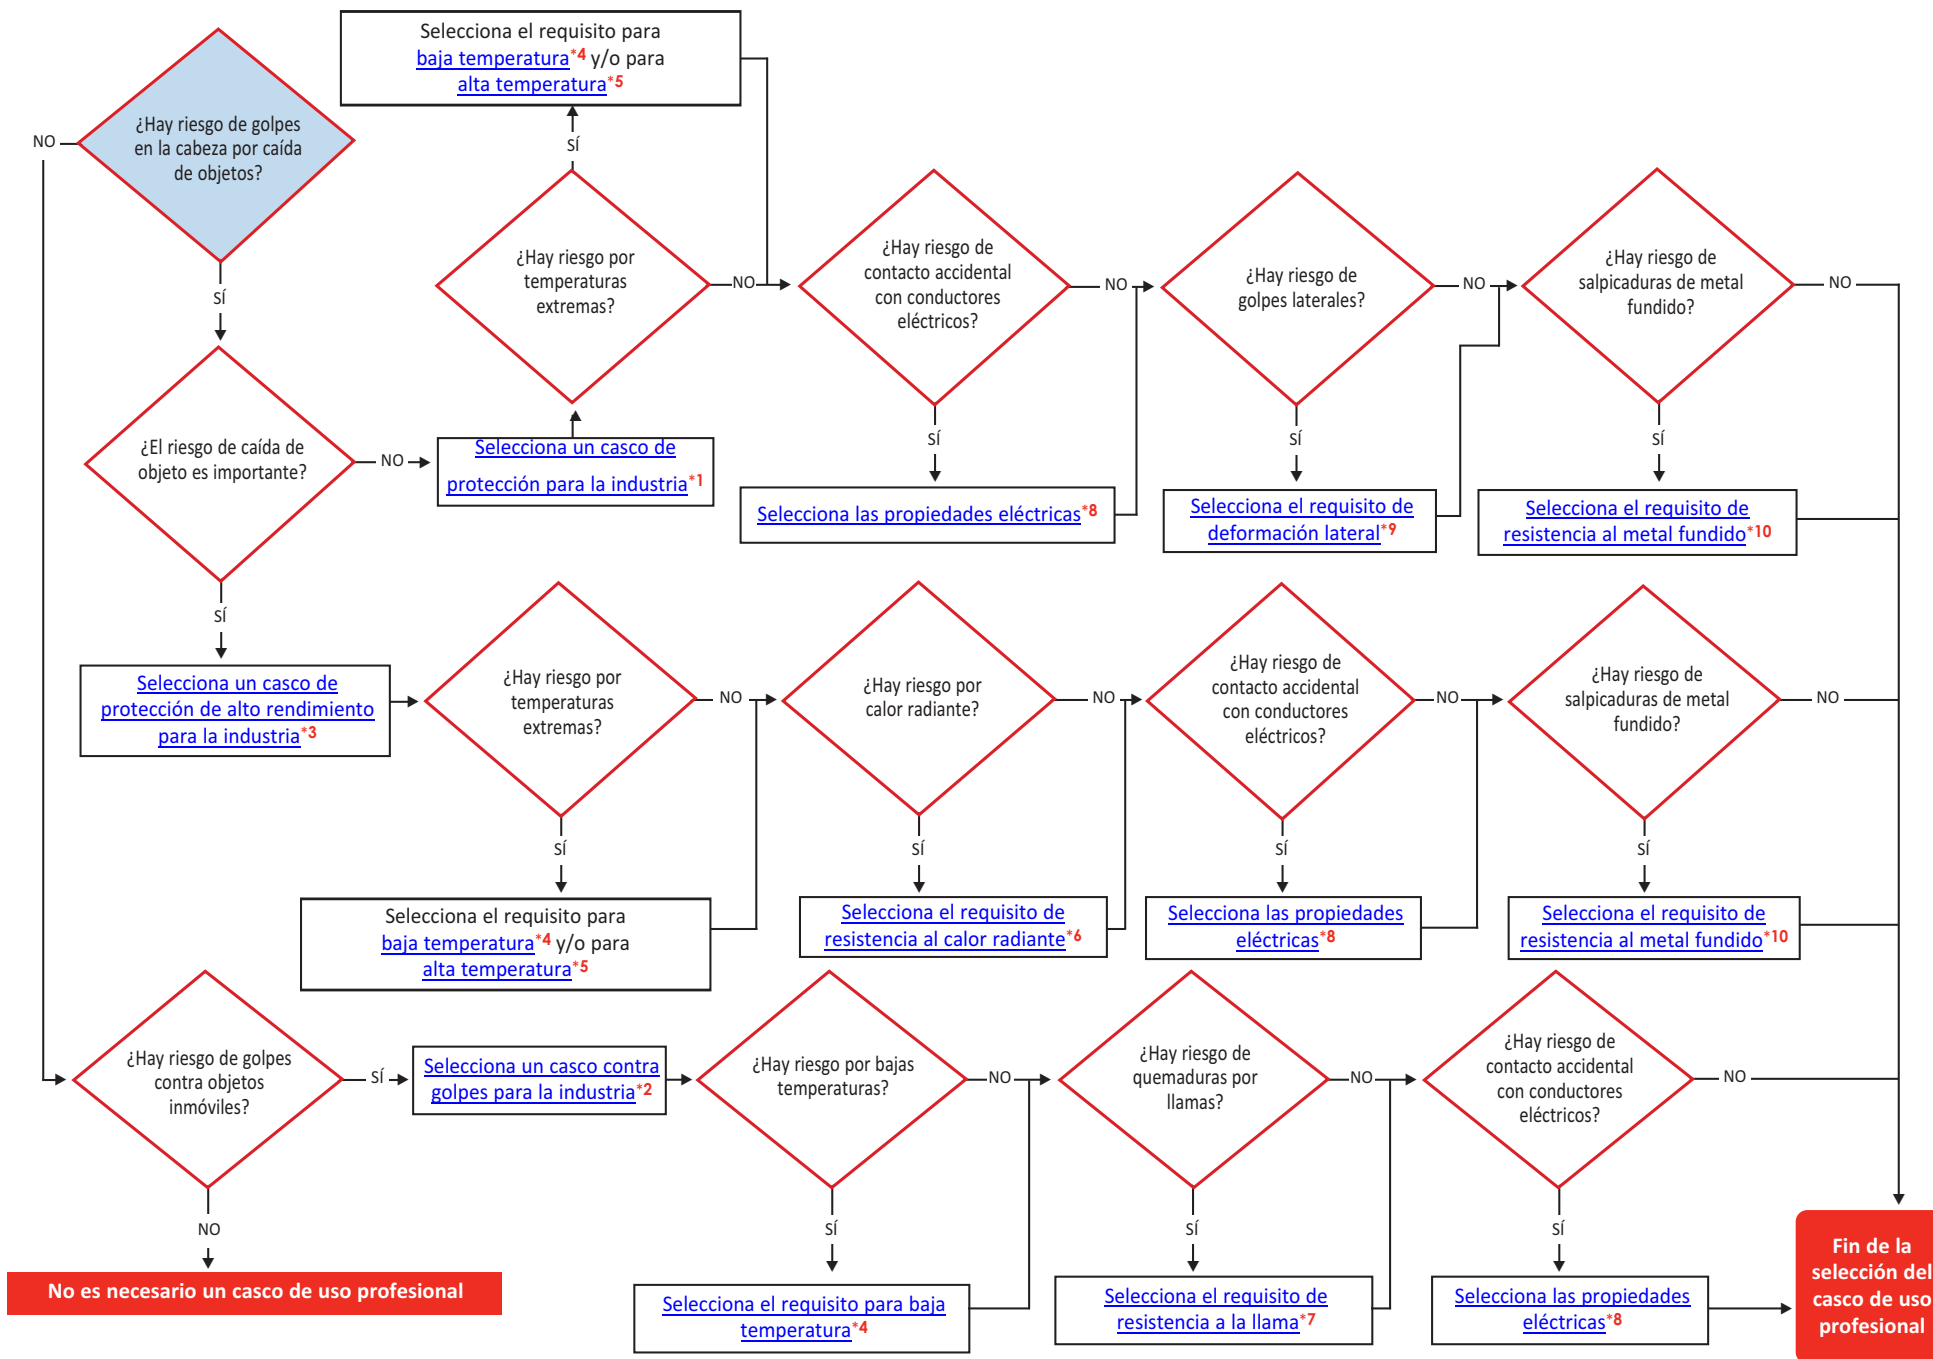 Selecciona el requisito para
baja temperatura*4 y/o para
alta temperatura*5
¿Hay riesgo de golpes
en la cabeza por caída
de objetos?
NO
SÍ
SÍ
¿Hay riesgo por
temperaturas
extremas?
NO
¿Hay riesgo de
contacto accidental
con conductores
eléctricos?
NO
¿Hay riesgo de
golpes laterales?
NO
¿Hay riesgo de
salpicaduras de metal
fundido?
NO
¿El riesgo de caída de
objeto es importante?
NO
Selecciona un casco de
protección para la industria*1
SÍ
Selecciona las propiedades eléctricas*8
SÍ
Selecciona el requisito de
deformación lateral*9
SÍ
Selecciona el requisito de
resistencia al metal fundido*10
SÍ
Selecciona un casco de
protección de alto rendimiento
para la industria*3
¿Hay riesgo por
temperaturas
extremas?
NO
¿Hay riesgo por
calor radiante?
NO
¿Hay riesgo de
contacto accidental
con conductores
eléctricos?
NO
¿Hay riesgo de
salpicaduras de metal
fundido?
NO
SÍ
Selecciona el requisito para
baja temperatura*4 y/o para
alta temperatura*5
SÍ
Selecciona el requisito de
resistencia al calor radiante*6
SÍ
Selecciona las propiedades
eléctricas*8
SÍ
Selecciona el requisito de
resistencia al metal fundido*10
¿Hay riesgo de golpes
contra objetos
inmóviles?
SÍ
Selecciona un casco contra
golpes para la industria*2
¿Hay riesgo por bajas
temperaturas?
NO
¿Hay riesgo de
quemaduras por
llamas?
NO
¿Hay riesgo de
contacto accidental
con conductores
eléctricos?
NO
NO
No es necesario un casco de uso profesional
SÍ
Selecciona el requisito para baja
temperatura*4
SÍ
Selecciona el requisito de
resistencia a la llama*7
SÍ
Selecciona las propiedades
eléctricas*8
Fin de la
selección del
casco de uso
profesional